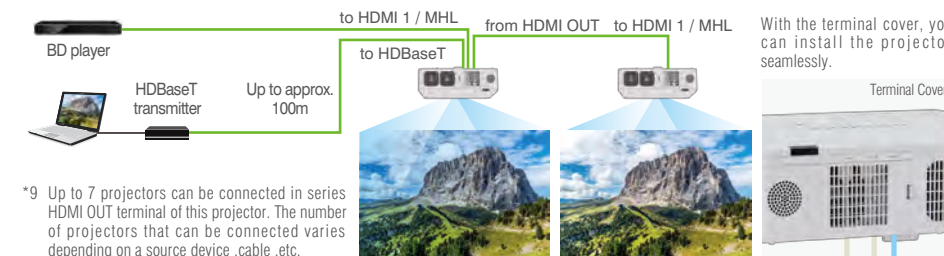 to HDMI 1 / MHL
from HDMI OUT
to HDMI 1 / MHL
BD player
to HDBaseT
HDBaseT
transmitter
Up to approx.
100m
*9 Up to 7 projectors can be connected in series
HDMI OUT terminal of this projector. The number
of projectors that can be connected varies
depending on a source device ,cable ,etc.
With the terminal cover, yo
can install the projecto
seamlessly.
Terminal Cover